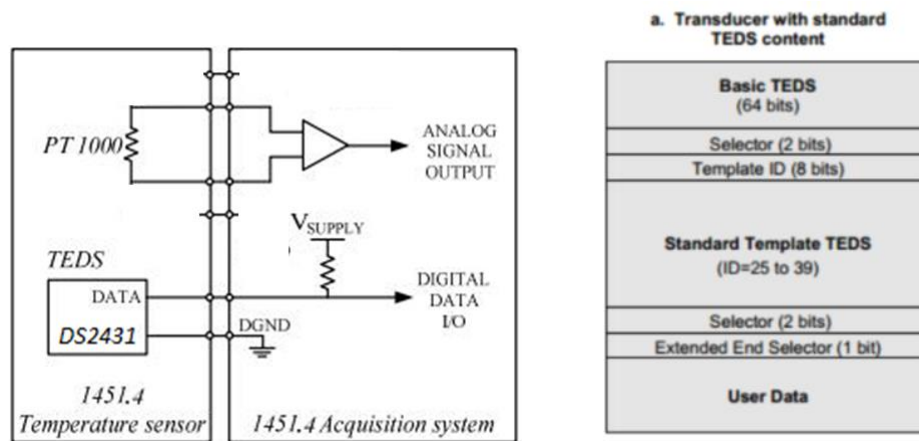 PT 1000
ANALOG
SIGNAL
OUTPUT
VSUPPLY
TEDS
DATA
DS2431
DGND
DIGITAL
DATA
I/O
1451.4
Temperature sensor
1451.4 Acquisition system
a. Transducer with standard
TEDS content
Basic TEDS
(64 bits)
Selector (2 bits)
Template ID (8 bits)
Standard Template TEDS
(ID=25 to 39)
Selector (2 bits)
Extended End Selector (1 bit)
User Data